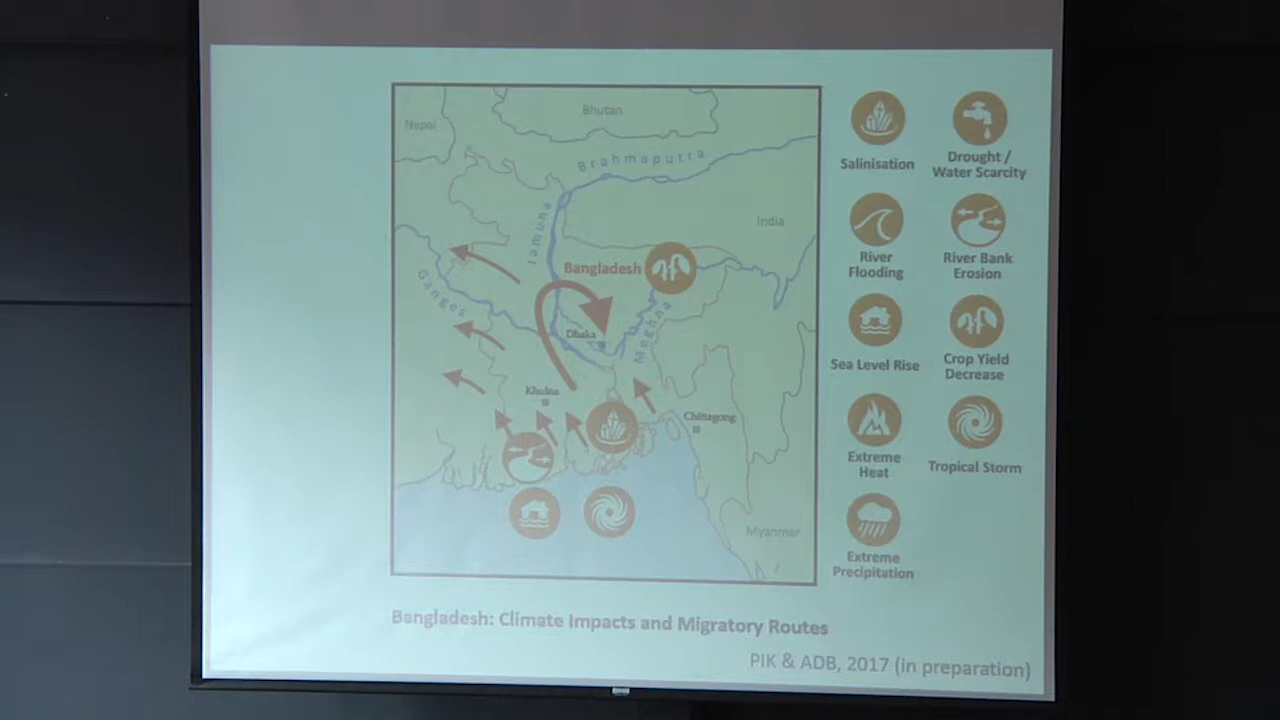 Bhutan
Nepal
Brahmaputra
Jamuna
India
Bangladesh
Ganges
Dhaka
Meghna
Khulna
Chittagong
Myanmar
Salinisation
Drought /
Water Scarcity
River
Flooding
River Bank
Erosion
Sea Level Rise
Crop Yield
Decrease
Extreme
Heat
Tropical Storm
Extreme
Precipitation
Bangladesh: Climate Impacts and Migratory Routes
PIK & ADB, 2017 (in preparation)